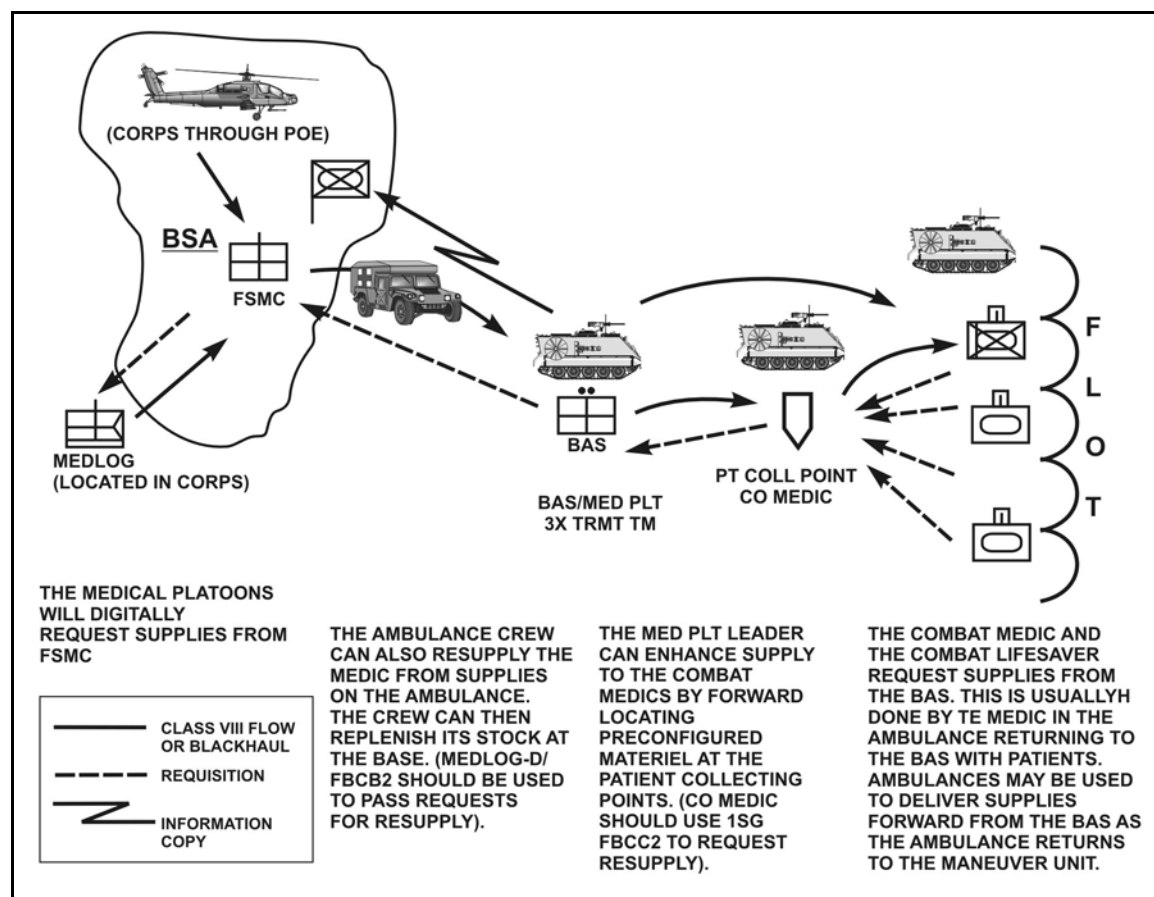 (CORPS THROUGH POE)
BSA
FSMC
MEDLOG
(LOCATED IN CORPS)
BAS
BAS/MED PLT
3X TRMT TM
PT COLL POINT
CO MEDIC
F
L
O
T
THE MEDICAL PLATOONS
WILL DIGITALLY
REQUEST SUPPLIES FROM
FSMC
CLASS VIII FLOW
OR BLACKHAUL
REQUISITION
INFORMATION
COPY
THE AMBULANCE CREW
CAN ALSO RESUPPLY THE
MEDIC FROM SUPPLIES
ON THE AMBULANCE.
THE CREW CAN THEN
REPLENISH ITS STOCK AT
THE BASE. (MEDLOG-D/
FBCB2 SHOULD BE USED
TO PASS REQUESTS
FOR RESUPPLY).
THE MED PLT LEADER
CAN ENHANCE SUPPLY
TO THE COMBAT
MEDICS BY FORWARD
LOCATING
PRECONFIGURED
MATERIEL AT THE
PATIENT COLLECTING
POINTS. (CO MEDIC
SHOULD USE 1SG
FBCC2 TO REQUEST
RESUPPLY).
THE COMBAT MEDIC AND
THE COMBAT LIFESAVER
REQUEST SUPPLIES FROM
THE BAS. THIS IS USUALLYH
DONE BY TE MEDIC IN THE
AMBULANCE RETURNING TO
THE BAS WITH PATIENTS.
AMBULANCES MAY BE USED
TO DELIVER SUPPLIES
FORWARD FROM THE BAS AS
THE AMBULANCE RETURNS
TO THE MANEUVER UNIT.